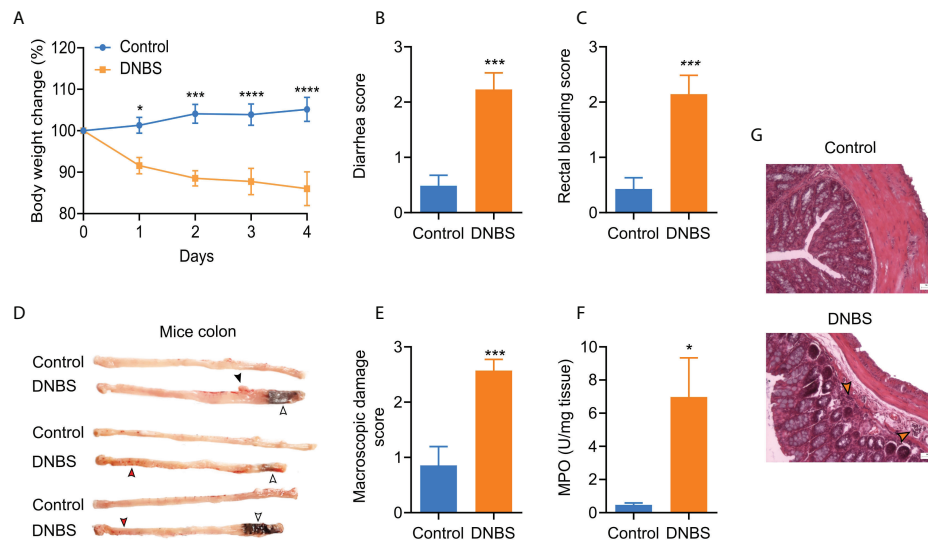 A
Body weight change (%)
120
110
100
90
80
Control
DNBS
*
***
****
****
0
1
2
3
4
Days
B
Diarrhea score
3
2
1
0
***
Control
DNBS
C
Rectal bleeding score
3
2
1
0
***
Control
DNBS
D
Mice colon
Control
DNBS
Control
DNBS
Control
DNBS
E
Macroscopic damage
score
3
2
1
0
***
Control
DNBS
F
MPO (U/mg tissue)
10
8
6
4
2
0
*
Control
DNBS
G
Control
DNBS